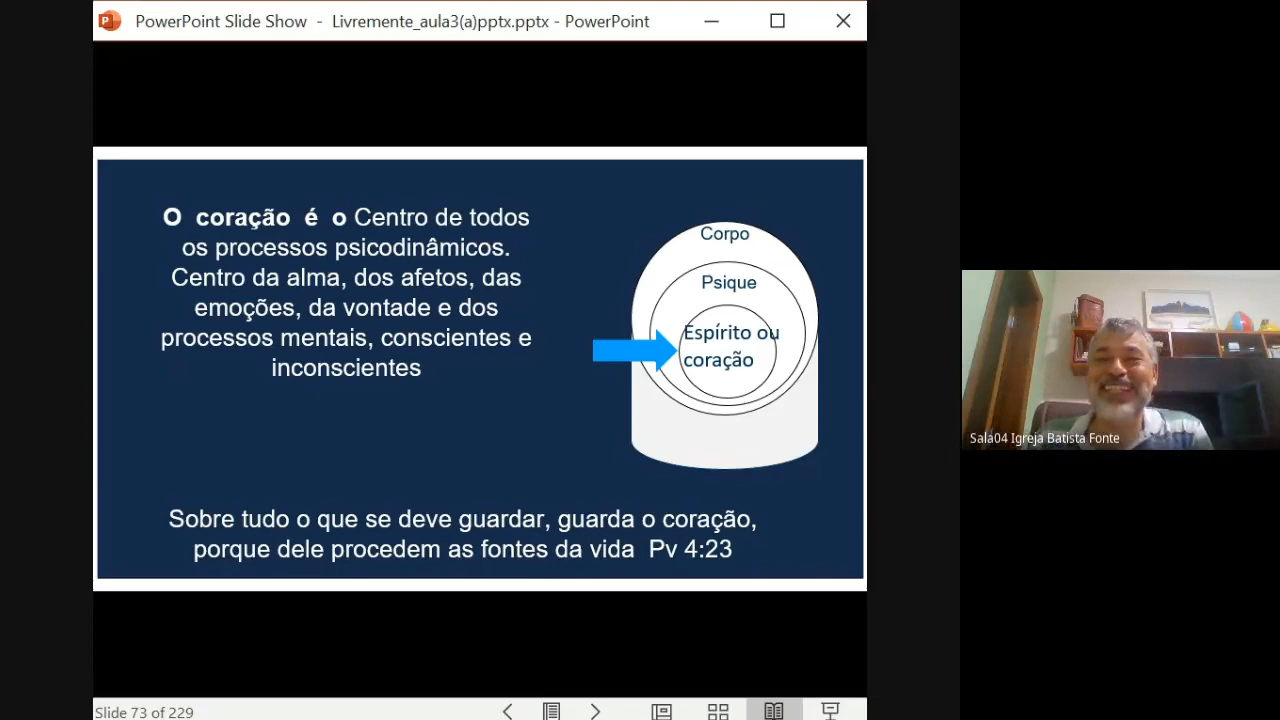 PowerPoint Slide Show - Livremente_aula3(a)pptx.pptx - PowerPoint
O coração é o Centro de todos
os processos psicodinâmicos.
Centro da alma, dos afetos, das
emoções, da vontade e dos
processos mentais, conscientes e
inconscientes
Corpo
Psique
Espírito ou
coração
Sobre tudo o que se deve guardar, guarda o coração,
porque dele procedem as fontes da vida Pv 4:23
Sala04 Igreja Batista Fonte
Slide 73 of 229